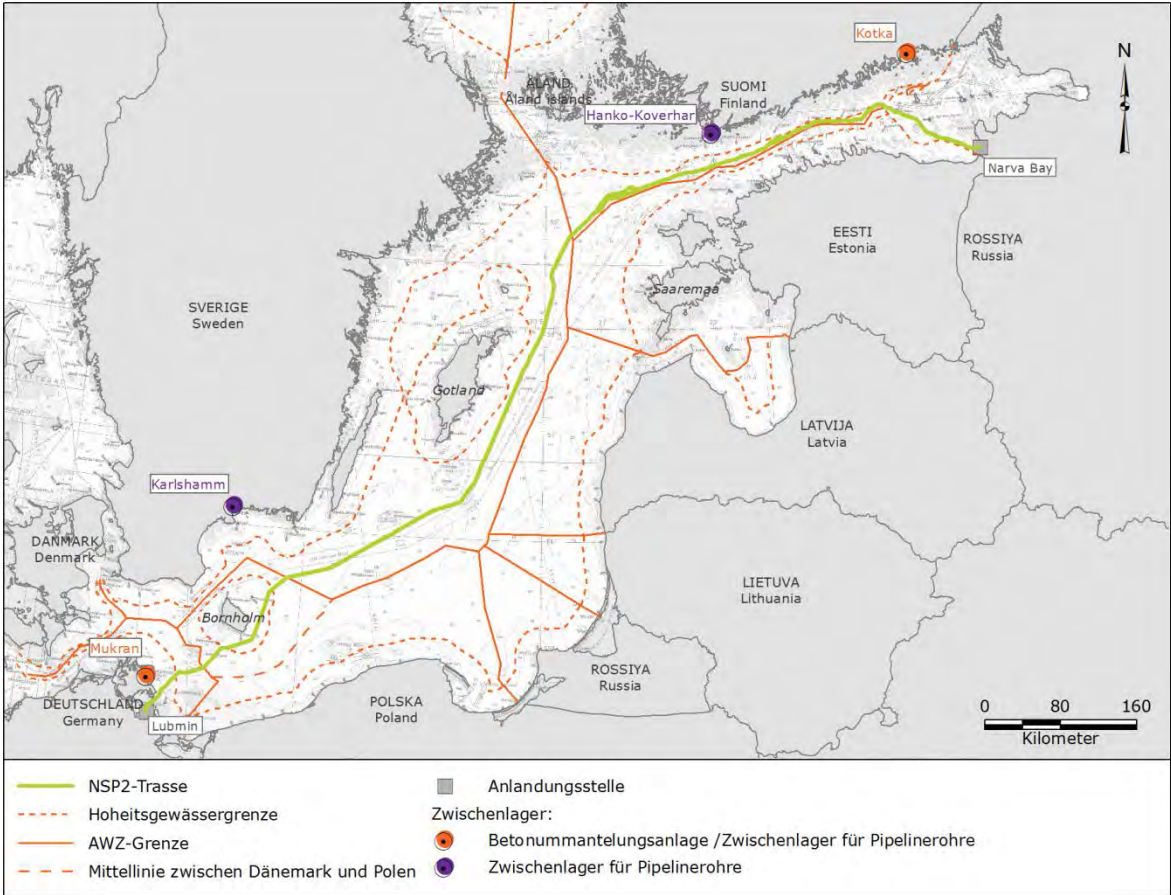 Kotka
N
ÅLAND
Åland islands
SUOMI
Finland
Hanko-Koverhar
Narva Bay
EESTI
Estonia
ROSSIYA
Russia
SVERIGE
Sweden
Saaremaa
Gotland
LATVIJA
Latvia
Karlshamm
DANMARK
Denmark
LIETUVA
Lithuania
Bornholm
Mukran
ROSSIYA
Russia
DEUTSCHLAND
Germany
Lubmin
POLSKA
Poland
0 80 160
Kilometer
NSP2-Trasse
Hoheitsgewässergrenze
AWZ-Grenze
Mittellinie zwischen Dänemark und Polen
Anlandungsstelle
Zwischenlager:
Betonummantelungsanlage /Zwischenlager für Pipelinerohre
Zwischenlager für Pipelinerohre